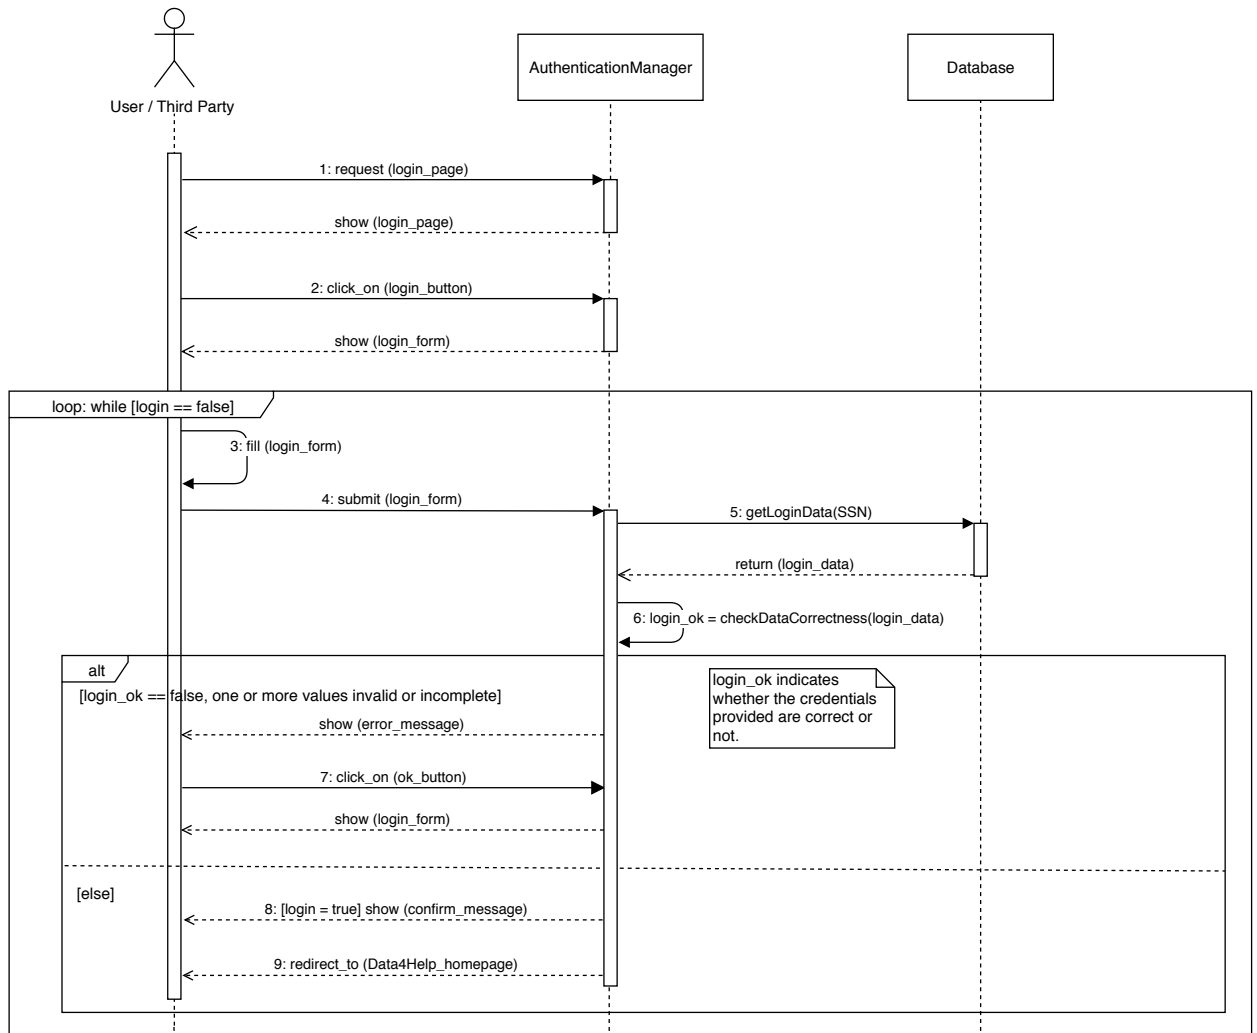 User / Third Party
AuthenticationManager
Database
1: request (login_page)
show (login_page)
2: click_on (login_button)
show (login_form)
loop: while [login == false]
3: fill (login_form)
4: submit (login_form)
5: getLoginData(SSN)
return (login_data)
6: login_ok = checkDataCorrectness(login_data)
alt
[login_ok == false, one or more values invalid or incomplete]
login_ok indicates
whether the credentials
provided are correct or
not.
show (error_message)
7: click_on (ok_button)
show (login_form)
[else]
8: [login = true] show (confirm_message)
9: redirect_to (Data4Help_homepage)